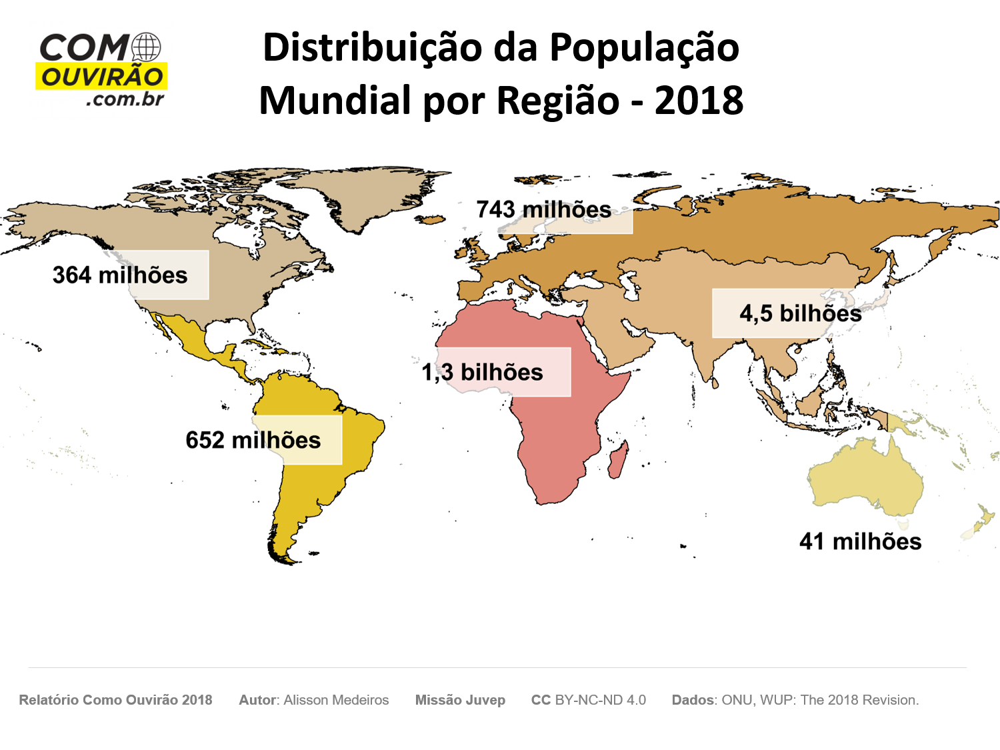 COMO
OUVIRÃO
.com.br
Distribuição da População
Mundial por Região - 2018
743 milhões
364 milhões
4,5 bilhões
1,3 bilhões
652 milhões
41 milhões
Relatório Como Ouvirão 2018 Autor: Alisson Medeiros Missão Juvep CC BY-NC-ND 4.0 Dados: ONU, WUP: The 2018 Revision.